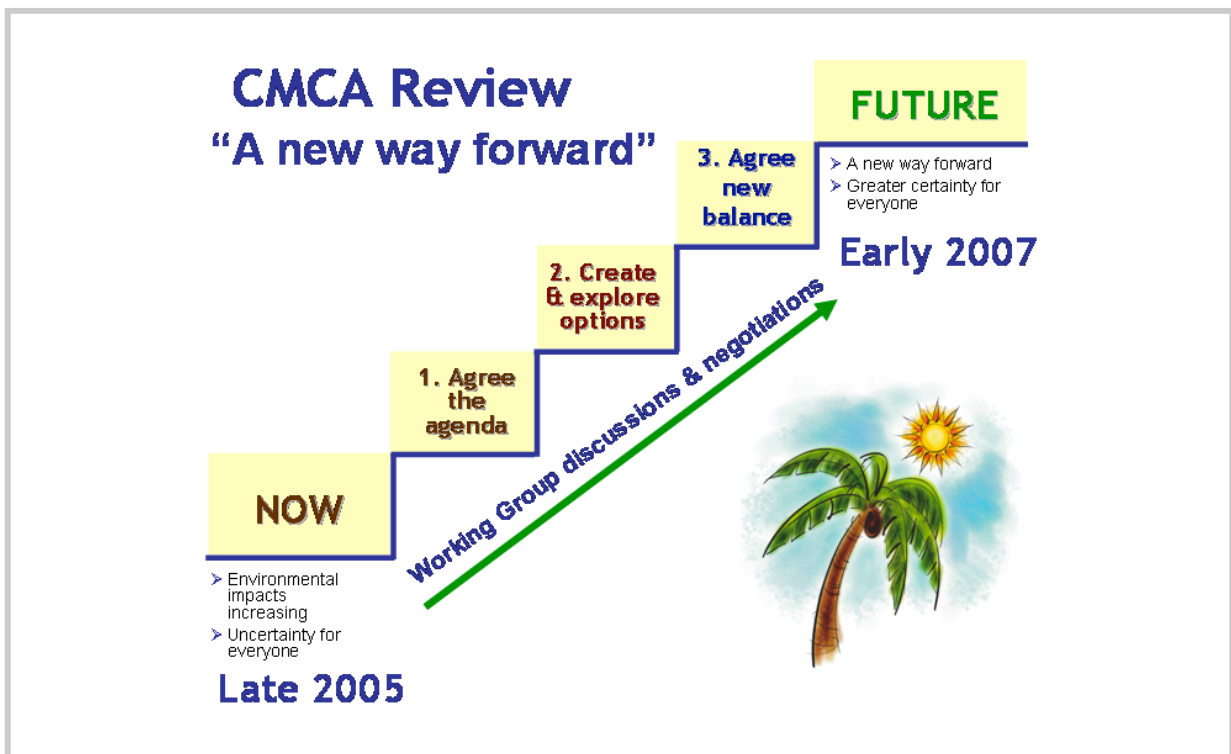 CMCA Review
“A new way forward”
FUTURE
➢ A new way forward
➢ Greater certainty for
everyone
Early 2007
3. Agree
new
balance
2. Create
& explore
options
1. Agree
the
agenda
Working Group discussions & negotiations
NOW
➢ Environmental
impacts
increasing
➢ Uncertainty for
everyone
Late 2005